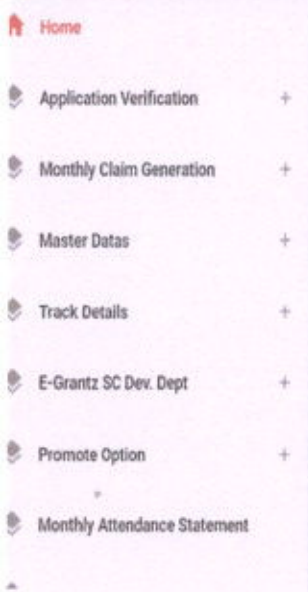 Home
Application Verification +
Monthly Claim Generation +
Master Datas +
Track Details +
E-Grantz SC Dev. Dept +
Promote Option +
Monthly Attendance Statement